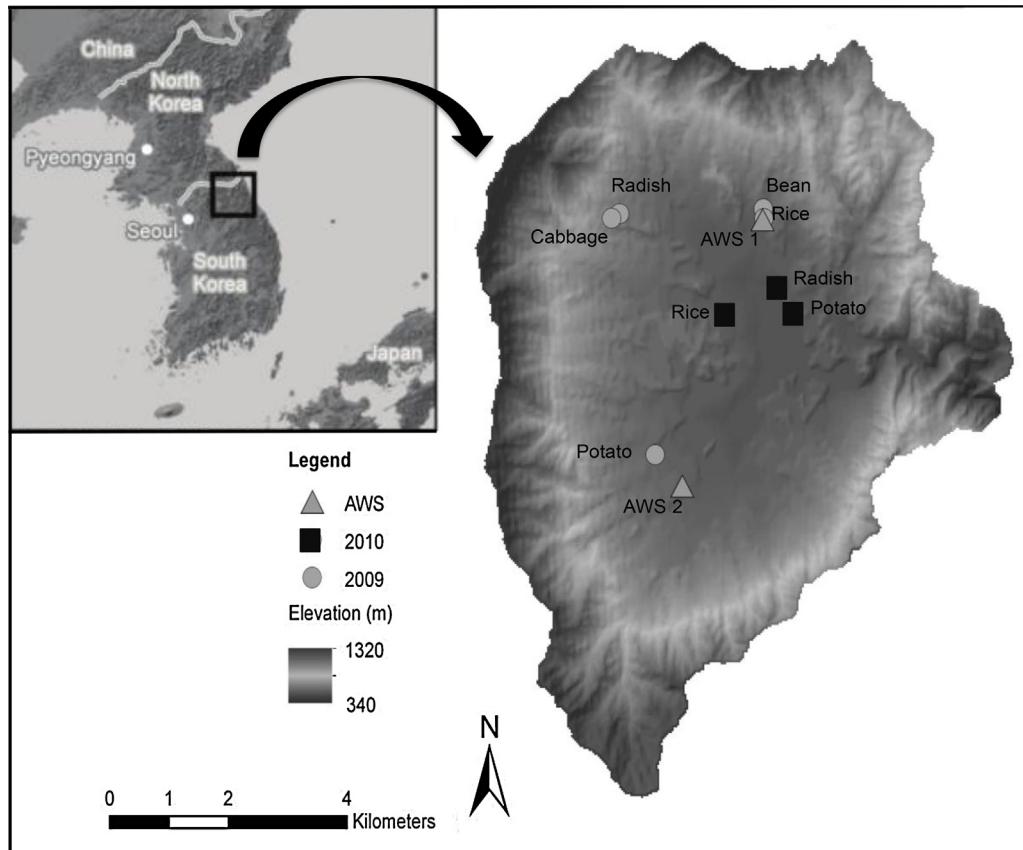 China
North
Korea
Pyeongyang
Seoul
South
Korea
Japan
Radish
Cabbage
Bean
Rice
AWS 1
Radish
Rice
Potato
Potato
AWS 2
Legend
AWS
2010
2009
Elevation (m)
1320
340
N
0 1 2 4
Kilometers